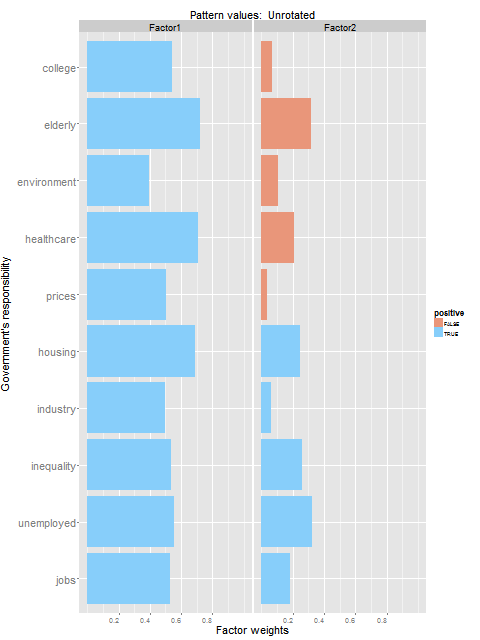 Pattern values: Unrotated
Factor1 Factor2
college
elderly
environment
healthcare
prices
housing
industry
inequality
unemployed
jobs
Government's responsibility
0.2 0.4 0.6 0.8 0.2 0.4 0.6 0.8
Factor weights
positive
FALSE
TRUE